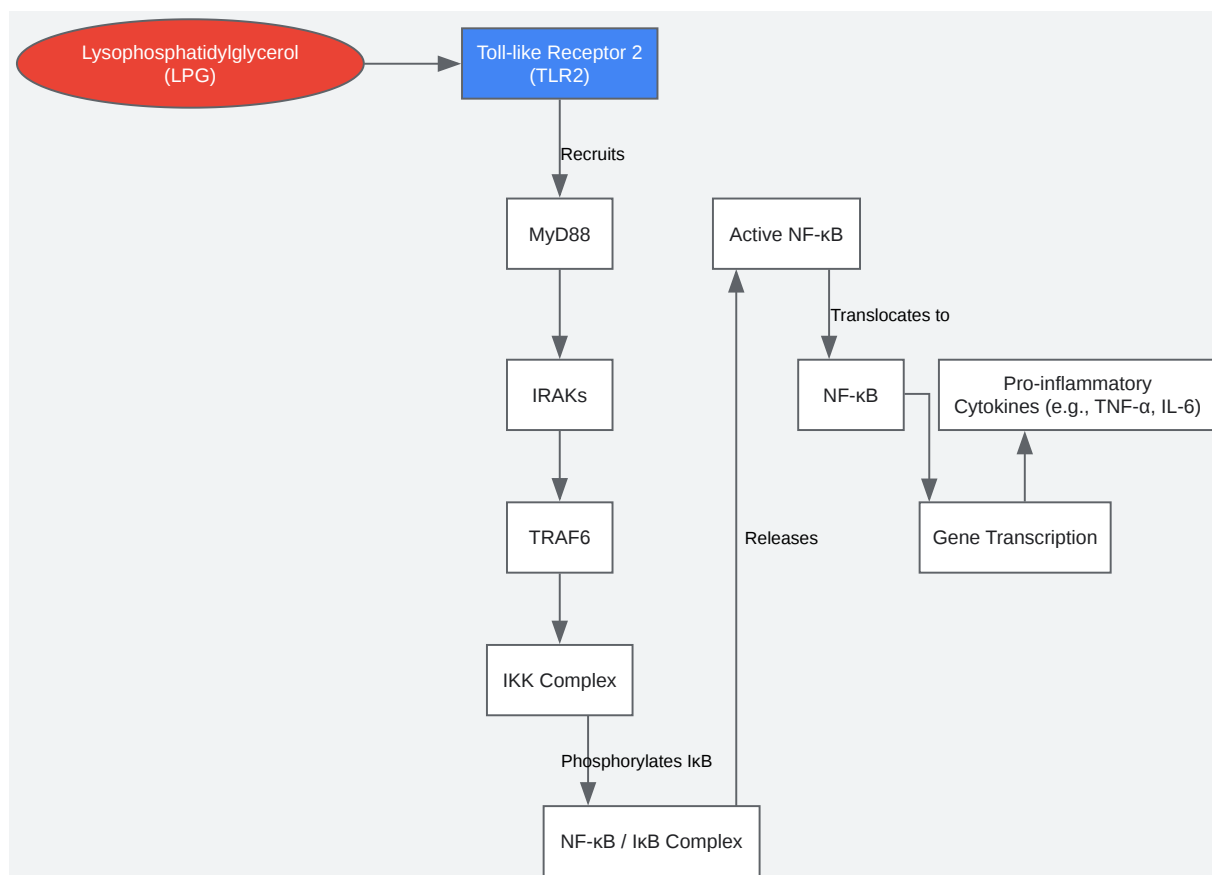 Lysophosphatidylglycerol
(LPG)
Toll-like Receptor 2
(TLR2)
Recruits
MyD88
Active NF-κB
Translocates to
IRAKs
NF-κB
Pro-inflammatory
Cytokines (e.g., TNF-α, IL-6)
TRAF6
Releases
Gene Transcription
IKK Complex
Phosphorylates IκB
NF-κB / IκB Complex